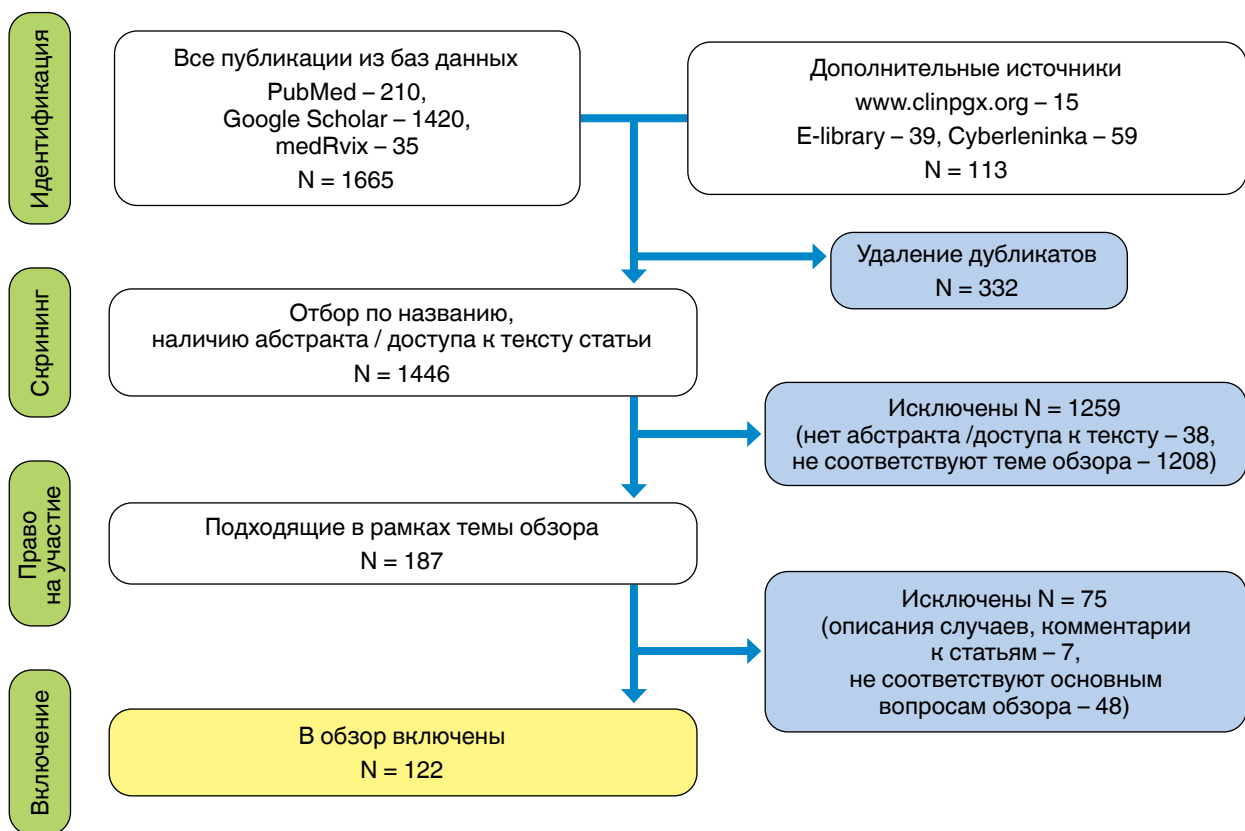 Идентификация
Все публикации из баз данных
PubMed – 210,
Google Scholar – 1420,
medRvix – 35
N = 1665
Дополнительные источники
www.clinpgx.org – 15
E-library – 39, Cyberleninka – 59
N = 113
Удаление дубликатов
N = 332
Скрининг
Отбор по названию,
наличию абстракта / доступа к тексту статьи
N = 1446
Исключены N = 1259
(нет абстракта /доступа к тексту – 38,
не соответствуют теме обзора – 1208)
Право
на участие
Подходящие в рамках темы обзора
N = 187
Исключены N = 75
(описания случаев, комментарии
к статьям – 7,
не соответствуют основным
вопросам обзора – 48)
Включение
В обзор включены
N = 122